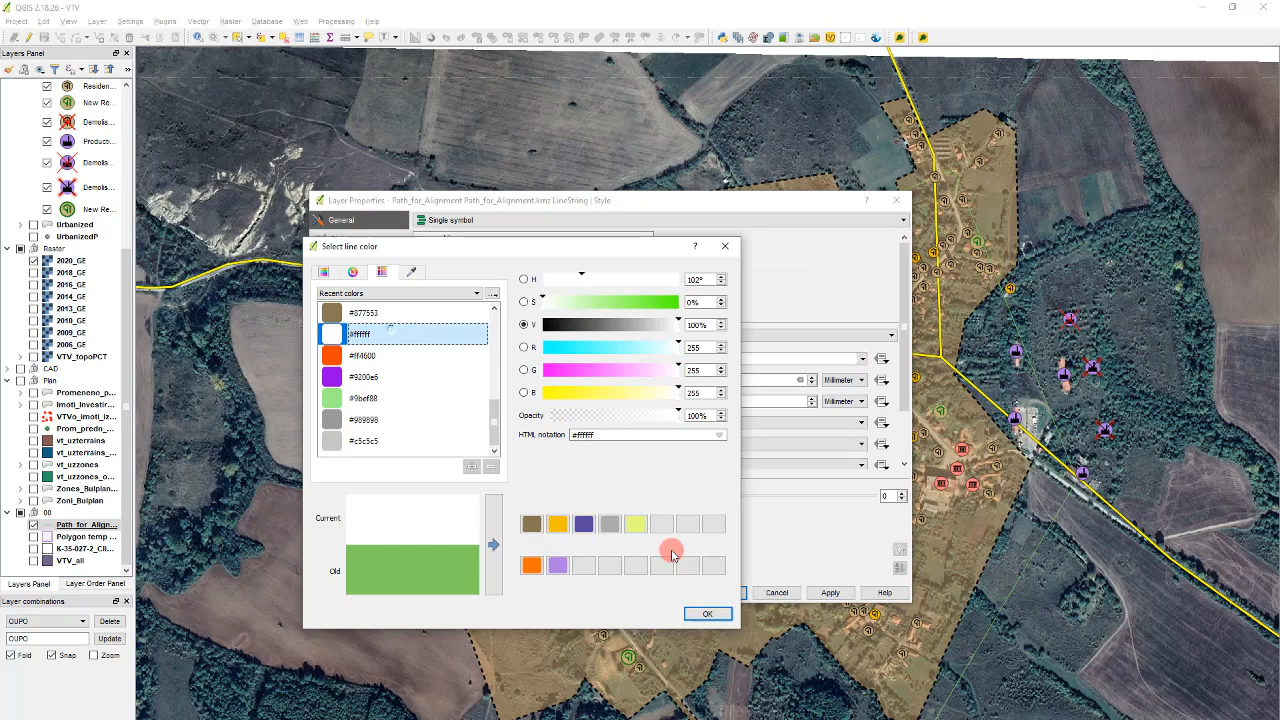 QGIS 2.18.26 - VTV
Project Edit View Layer Settings Plugins Vector Raster Database Web Processing Help
Layers Panel
Residen...
New Re...
Demolis...
Producti...
Demolis...
Demolis...
New Re...
Urbanized
UrbanizedP
Raster
2020_GE
2018_GE
2016_GE
2014_GE
2013_GE
2010_GE
2009_GE
2006_GE
VTV_topoPCT
CAD
Plan
Promeni_...
Imoti_Investir...
VTVo_imoti_iz...
Prom_predn_...
vt_uzterrains
vt_uzterrains_...
vt_uzzones
vt_uzzones_o...
Zones_Bulplan...
Zoni_Bulplan
00
Path_for_Align...
Polygon temp ...
K-35-027-2_Cli...
VTV_all
Layers Panel Layer Order Panel
Layer combinations
OUPO Delete
OUPO Update
Fold Snap Zoom
Layer Properties - Path_for_Alignment Path_for_Alignment.kmz LineString | Style
General
Single symbol
Millimeter
Millimeter
0
Cancel Apply Help
Select line color
Recent colors
#877553
#ffffff
#ff4600
#9200e6
#9bef88
#989898
#c5c5c5
H 102°
S 0%
V 100%
R 255
G 255
B 255
Opacity 100%
HTML notation #ffffff
Current
Old
OK